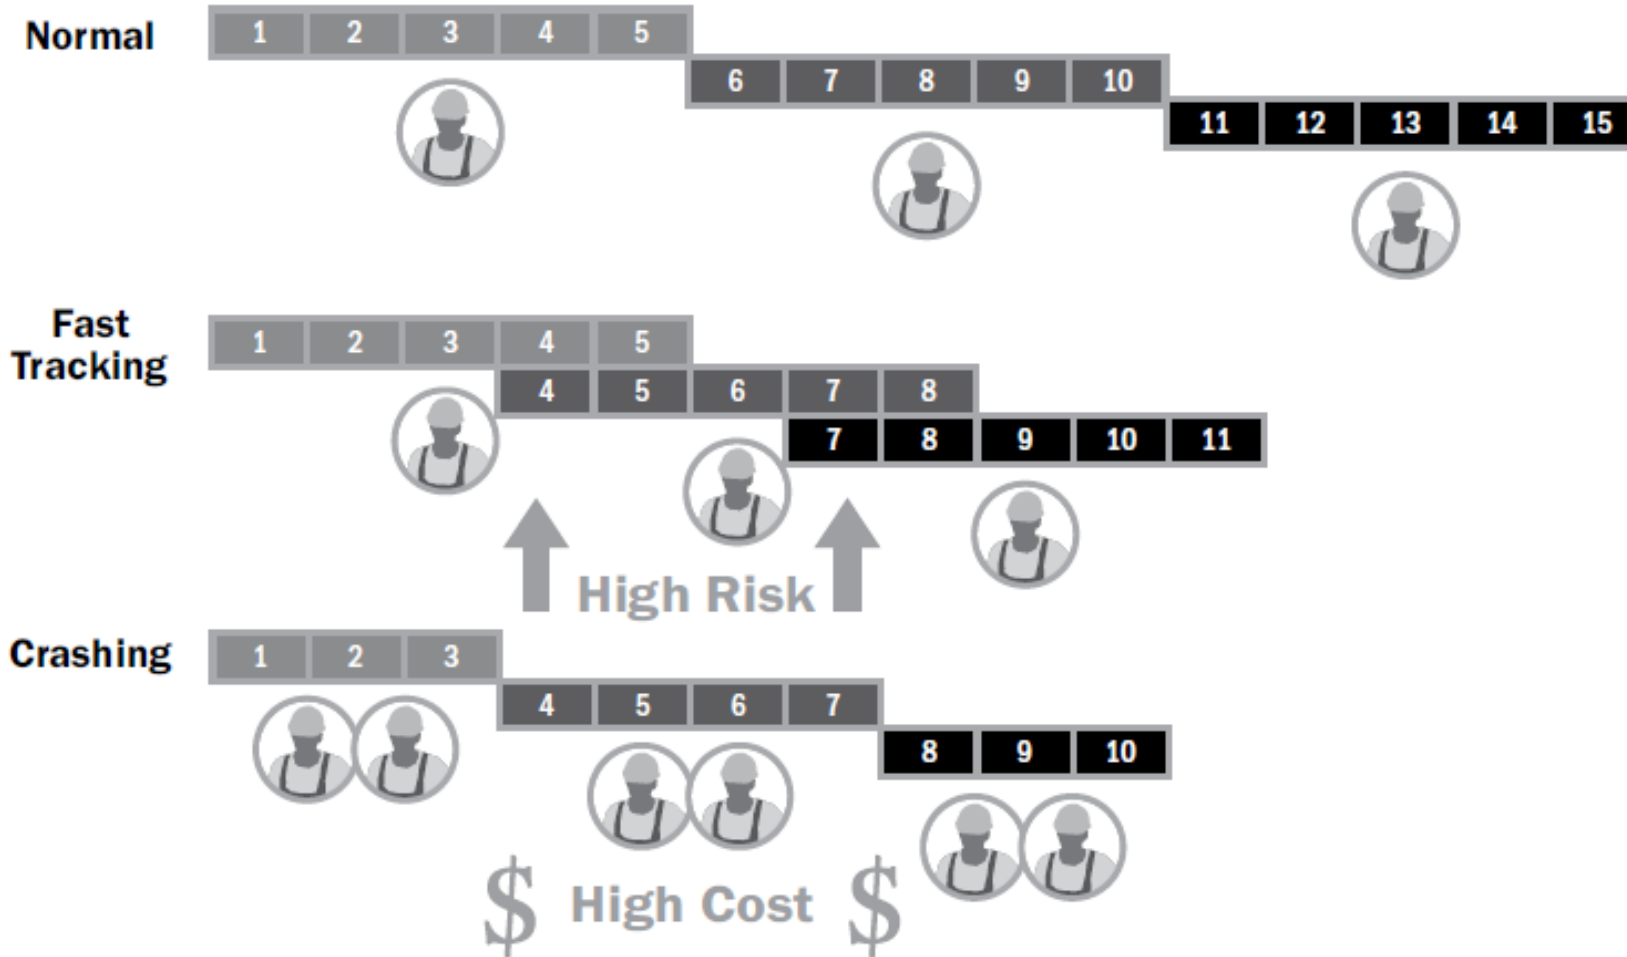 Normal
1 2 3 4 5
6 7 8 9 10
11 12 13 14 15
Fast
Tracking
1 2 3 4 5
4 5 6 7 8
7 8 9 10 11
High Risk
Crashing
1 2 3
4 5 6 7
8 9 10
$ High Cost $